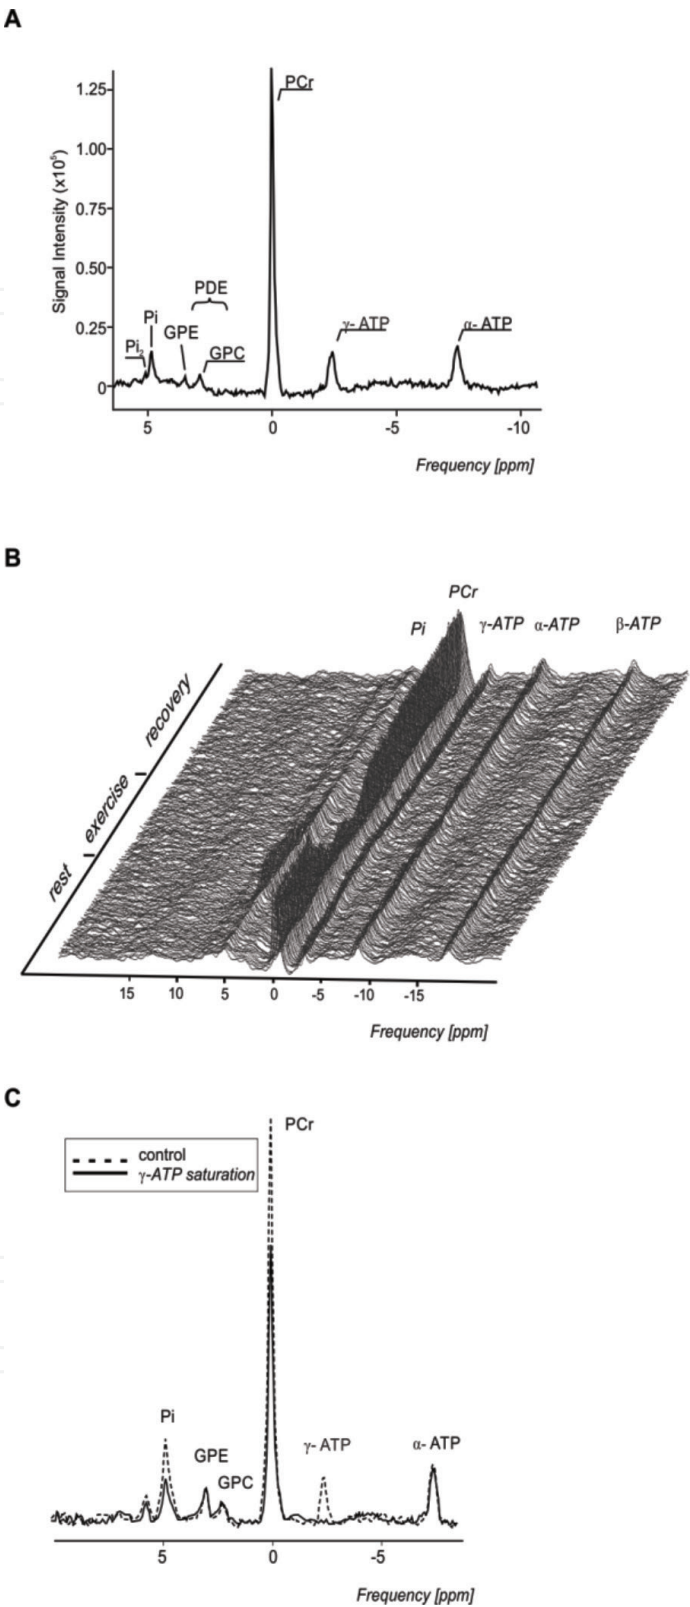 A
PCr
1.25
1.00
0.75
0.50
0.25
0
Signal Intensity (x10⁵)
PDE
Pi
GPE
Pi₂
GPC
γ- ATP
α- ATP
5
0
-5
-10
Frequency [ppm]
B
PCr
Pi
γ-ATP
α-ATP
β-ATP
recovery
exercise
rest
15
10
5
0
-5
-10
-15
Frequency [ppm]
C
PCr
control
γ-ATP saturation
Pi
GPE
GPC
γ- ATP
α- ATP
5
0
-5
Frequency [ppm]